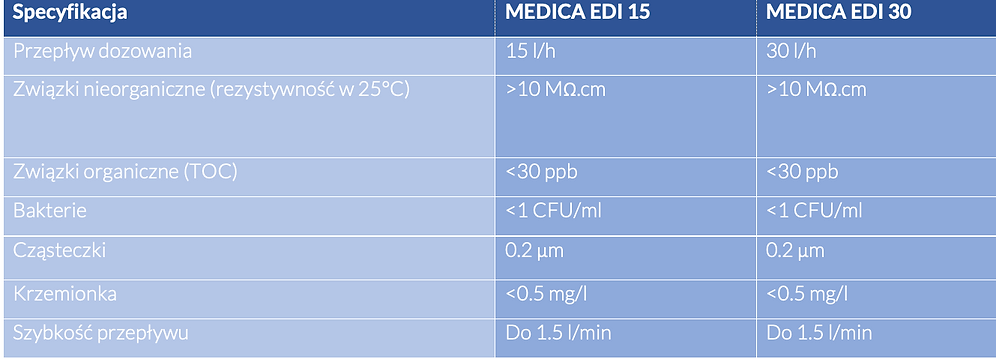 Specyfikacja MEDICA EDI 15 MEDICA EDI 30
Przepływ dozowania 15 l/h 30 l/h
Związki nieorganiczne (rezystywność w 25°C) >10 MΩ.cm >10 MΩ.cm
Związki organiczne (TOC) <30 ppb <30 ppb
Bakterie <1 CFU/ml <1 CFU/ml
Cząsteczki 0.2 µm 0.2 µm
Krzemionka <0.5 mg/l <0.5 mg/l
Szybkość przepływu Do 1.5 l/min Do 1.5 l/min